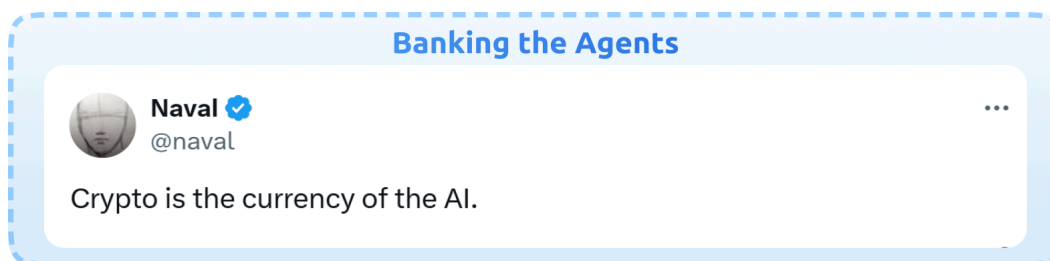 Banking the Agents
Naval
@naval
Crypto is the currency of the AI.